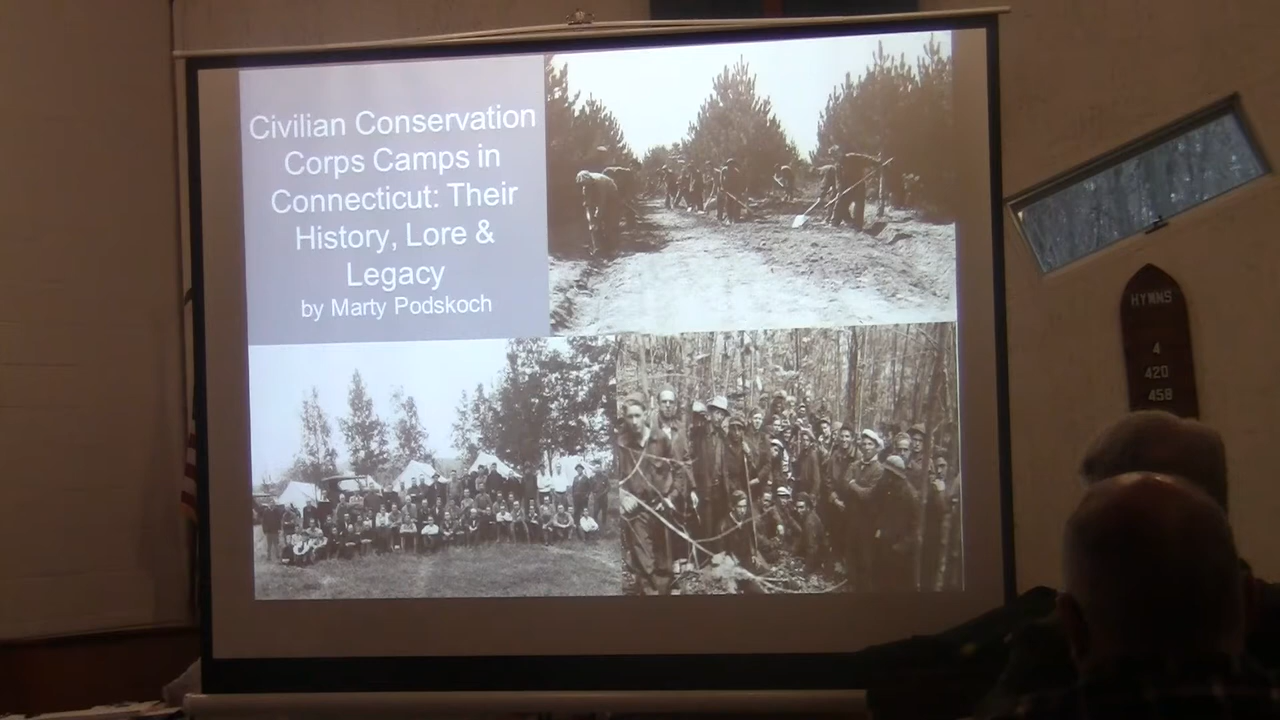 Civilian Conservation
Corps Camps in
Connecticut: Their
History, Lore &
Legacy
by Marty Podskoch
HYMNS
4
420
458